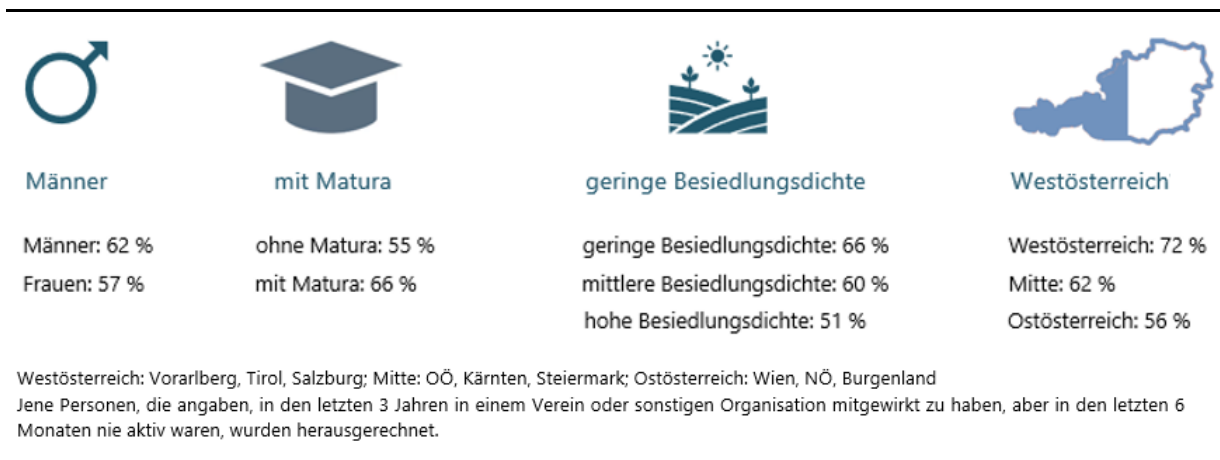 Männer
mit Matura
geringe Besiedlungsdichte
Westösterreich
Männer: 62 %
Frauen: 57 %
ohne Matura: 55 %
mit Matura: 66 %
geringe Besiedlungsdichte: 66 %
mittlere Besiedlungsdichte: 60 %
hohe Besiedlungsdichte: 51 %
Westösterreich: 72 %
Mitte: 62 %
Ostösterreich: 56 %
Westösterreich: Vorarlberg, Tirol, Salzburg; Mitte: OÖ, Kärnten, Steiermark; Ostösterreich: Wien, NÖ, Burgenland
Jene Personen, die angaben, in den letzten 3 Jahren in einem Verein oder sonstigen Organisation mitgewirkt zu haben, aber in den letzten 6
Monaten nie aktiv waren, wurden herausgerechnet.